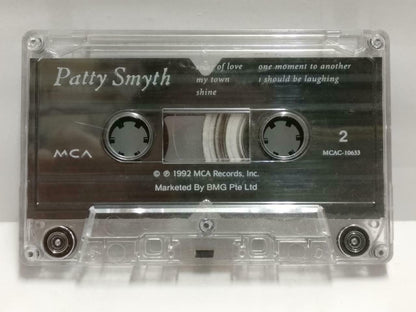 Patty Smyth
of love
my town
shine
one moment to another
i should be laughing
MCA
2
MCAC-10633
© ℗ 1992 MCA Records, Inc.
Marketed By BMG Pte Ltd